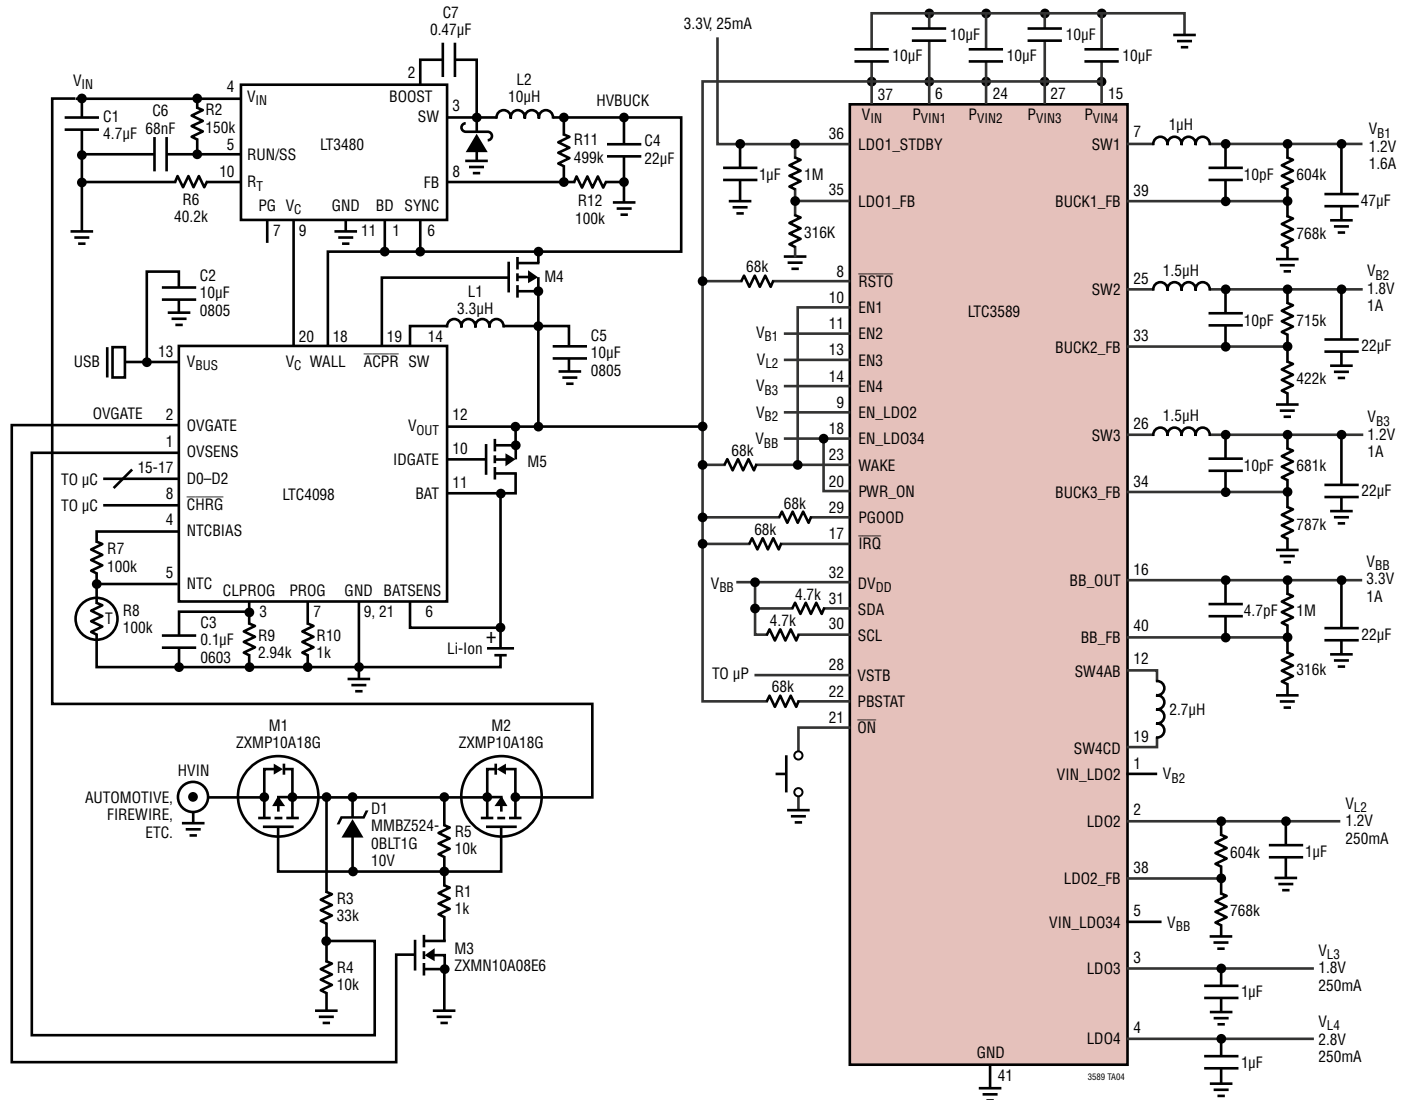 C7
0.47µF
VIN
C1
4.7µF
C6
68nF
R2
150k
4
VIN
5
RUN/SS
10
RT
R6
40.2k
LT3480
2
BOOST
3
SW
8
FB
PG
VC
GND
BD
SYNC
7
9
11
1
6
L2
10µH
HVBUCK
R11
499k
C4
22µF
R12
100k
M4
C2
10µF
0805
L1
3.3µH
C5
10µF
0805
USB
13
VBUS
20
VC
18
WALL
19
ACPR
14
SW
OVGATE
2
OVGATE
1
OVSENS
TO µC
15-17
D0–D2
TO µC
8
CHRG
4
NTCBIAS
5
NTC
LTC4098
12
VOUT
10
IDGATE
11
BAT
M5
R7
100k
T
R8
100k
CLPROG
PROG
GND
BATSENS
3
7
9, 21
6
C3
0.1µF
0603
R9
2.94k
R10
1k
Li-Ion
+
M1
ZXMP10A18G
M2
ZXMP10A18G
HVIN
AUTOMOTIVE,
FIREWIRE,
ETC.
D1
MMBZ524-
0BLT1G
10V
R5
10k
R3
33k
R1
1k
R4
10k
M3
ZXMN10A08E6
3.3V, 25mA
10µF
10µF
10µF
10µF
10µF
37
6
24
27
15
VIN
PVIN1
PVIN2
PVIN3
PVIN4
LTC3589
1µF
1M
316K
36
LDO1_STDBY
35
LDO1_FB
68k
8
RSTO
10
EN1
VB1
11
EN2
VL2
13
EN3
VB3
14
EN4
VB2
9
EN_LDO2
VBB
18
EN_LDO34
68k
23
WAKE
20
PWR_ON
68k
29
PGOOD
68k
17
IRQ
VBB
32
DVDD
4.7k
31
SDA
4.7k
30
SCL
TO µP
28
VSTB
68k
22
PBSTAT
21
ON
SW1
7
1µH
VB1
1.2V
1.6A
10pF
604k
BUCK1_FB
39
47µF
768k
SW2
25
1.5µH
VB2
1.8V
1A
10pF
715k
BUCK2_FB
33
22µF
422k
SW3
26
1.5µH
VB3
1.2V
1A
10pF
681k
BUCK3_FB
34
22µF
787k
BB_OUT
16
VBB
3.3V
1A
4.7pF
1M
BB_FB
40
22µF
316k
SW4AB
12
2.7µH
SW4CD
19
VIN_LDO2
1
VB2
LDO2
2
VL2
1.2V
250mA
604k
1µF
LDO2_FB
38
768k
VIN_LDO34
5
VBB
LDO3
3
VL3
1.8V
250mA
1µF
LDO4
4
VL4
2.8V
250mA
1µF
GND
41
3589 TA04